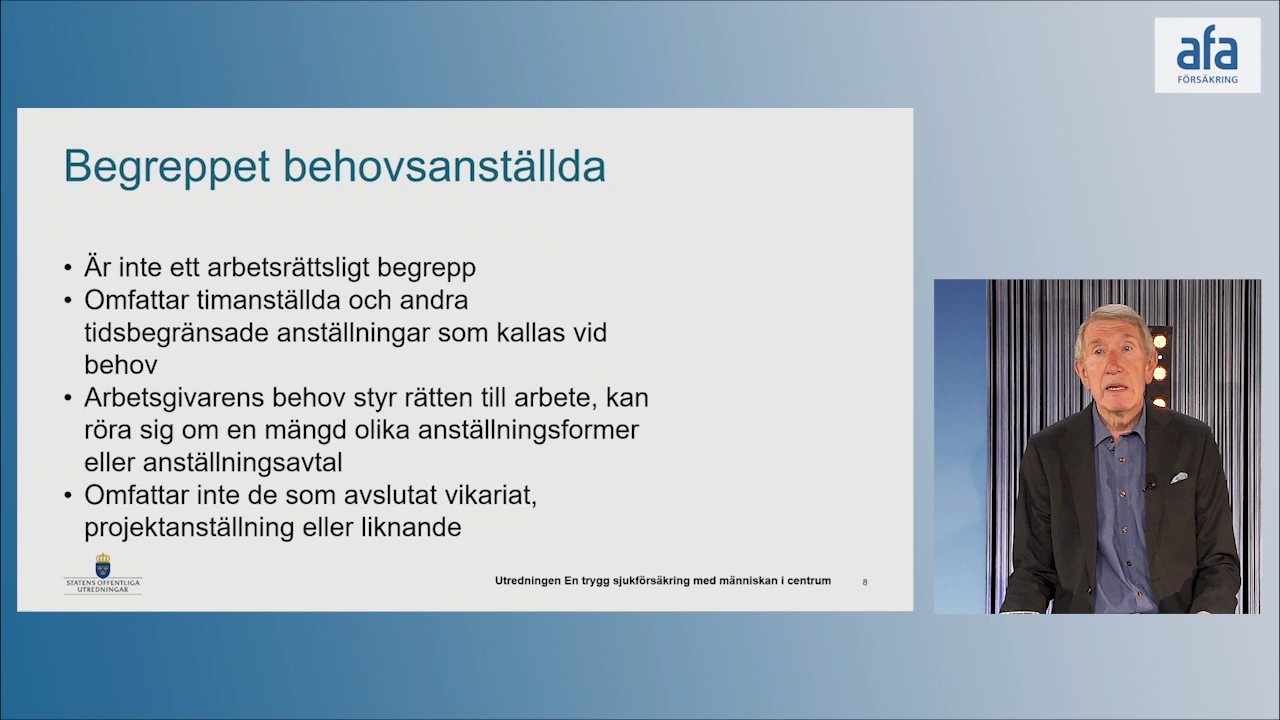 afa
FÖRSÄKRING
Begreppet behovsanställda
• Är inte ett arbetsrättsligt begrepp
• Omfattar timanställda och andra
tidsbegränsade anställningar som kallas vid
behov
• Arbetsgivarens behov styr rätten till arbete, kan
röra sig om en mängd olika anställningsformer
eller anställningsavtal
• Omfattar inte de som avslutat vikariat,
projektanställning eller liknande
STATENS OFFENTLIGA
UTREDNINGAR
Utredningen En trygg sjukförsäkring med människan i centrum
8